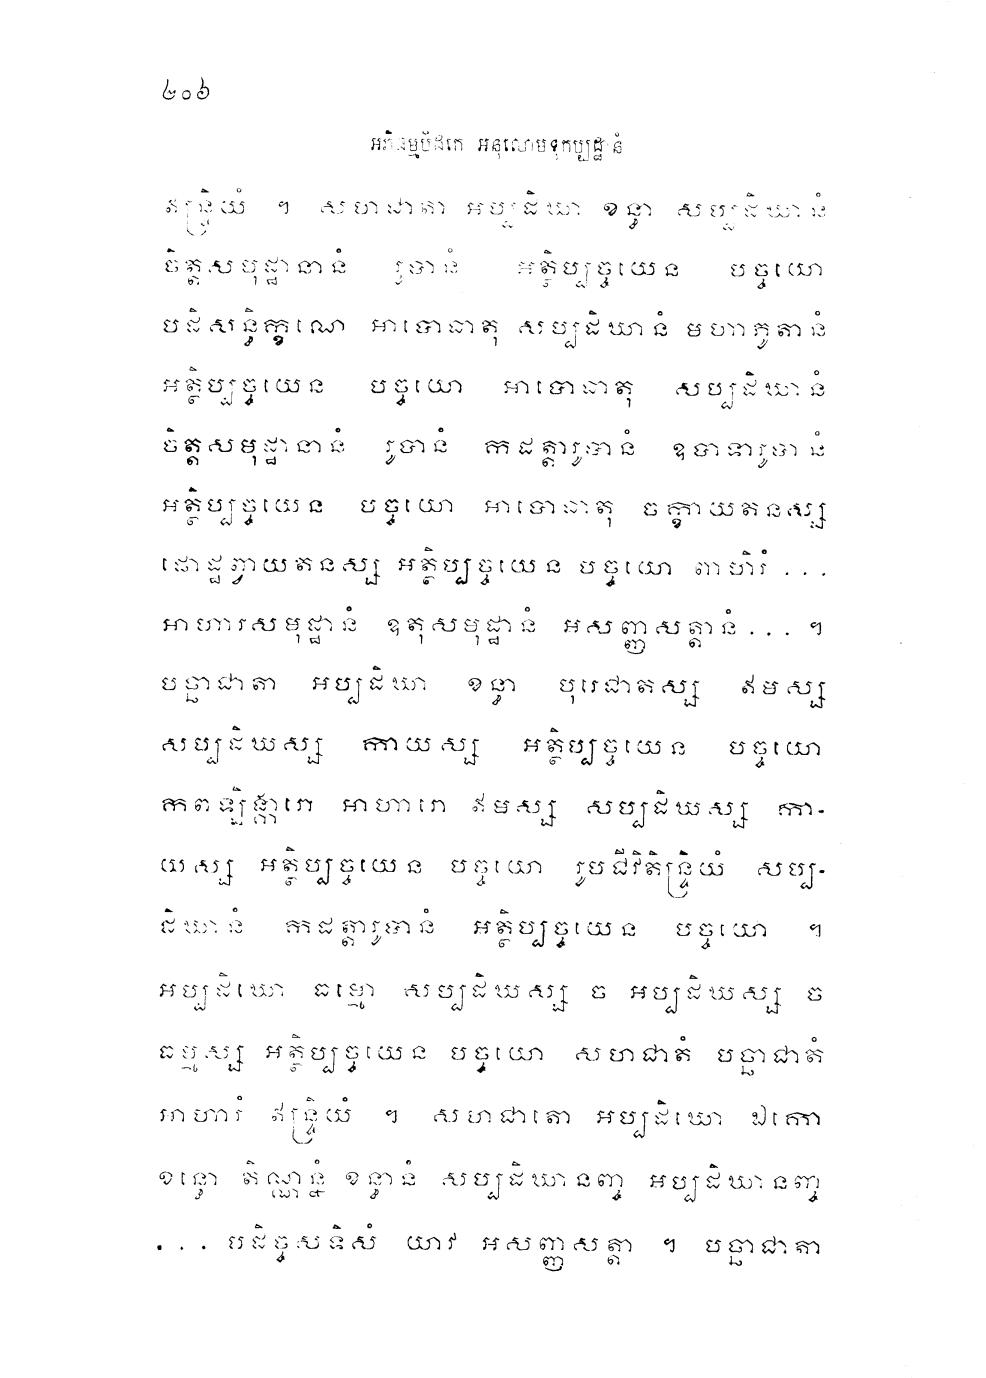 ២០៦
អភិធម្មបិដកេ អនុលោមទុកប្បដ្ឋានំ
ឥន្ទ្រិយំ ។ សហជាតា អប្បដិឃា ខន្ធា សប្បដិឃានំ
ចិត្តសមុដ្ឋានានំ រូបានំ អត្ថិប្បច្ចយេន បច្ចយោ
បដិសន្ធិក្ខណេ អាបោធាតុ សប្បដិឃានំ មហាភូតានំ
អត្ថិប្បច្ចយេន បច្ចយោ អាបោធាតុ សប្បដិឃានំ
ចិត្តសមុដ្ឋានានំ រូបានំ កដត្តារូបានំ ឧបាទារូបានំ
អត្ថិប្បច្ចយេន បច្ចយោ អាបោធាតុ ចក្ខាយតនស្ស
ផោដ្ឋព្វាយតនស្ស អត្ថិប្បច្ចយេន បច្ចយោ ពាហិរំ ...
អាហារសមុដ្ឋានំ ឧតុសមុដ្ឋានំ អសញ្ញសត្តានំ ... ។
បច្ឆាជាតា អប្បដិឃា ខន្ធា បុរេជាតស្ស ឥមស្ស
សប្បដិឃស្ស កាយស្ស អត្ថិប្បច្ចយេន បច្ចយោ
កពឡិង្ការោ អាហារោ ឥមស្ស សប្បដិឃស្ស កា-
យស្ស អត្ថិប្បច្ចយេន បច្ចយោ រូបជីវិតិន្ទ្រិយំ សប្ប-
ដិឃានំ កដត្តារូបានំ អត្ថិប្បច្ចយេន បច្ចយោ ។
អប្បដិឃោ ធម្មោ សប្បដិឃស្ស ច អប្បដិឃស្ស ច
ធម្មស្ស អត្ថិប្បច្ចយេន បច្ចយោ សហជាតំ បច្ឆាជាតំ
អាហារំ ឥន្ទ្រិយំ ។ សហជាតោ អប្បដិឃោ ឯកោ
ខន្ធោ តិណ្ណន្នំ ខន្ធានំ សប្បដិឃានញ្ច អប្បដិឃានញ្ច
... បដិច្ចសទិសំ យាវ អសញ្ញសត្តា ។ បច្ឆាជាតា